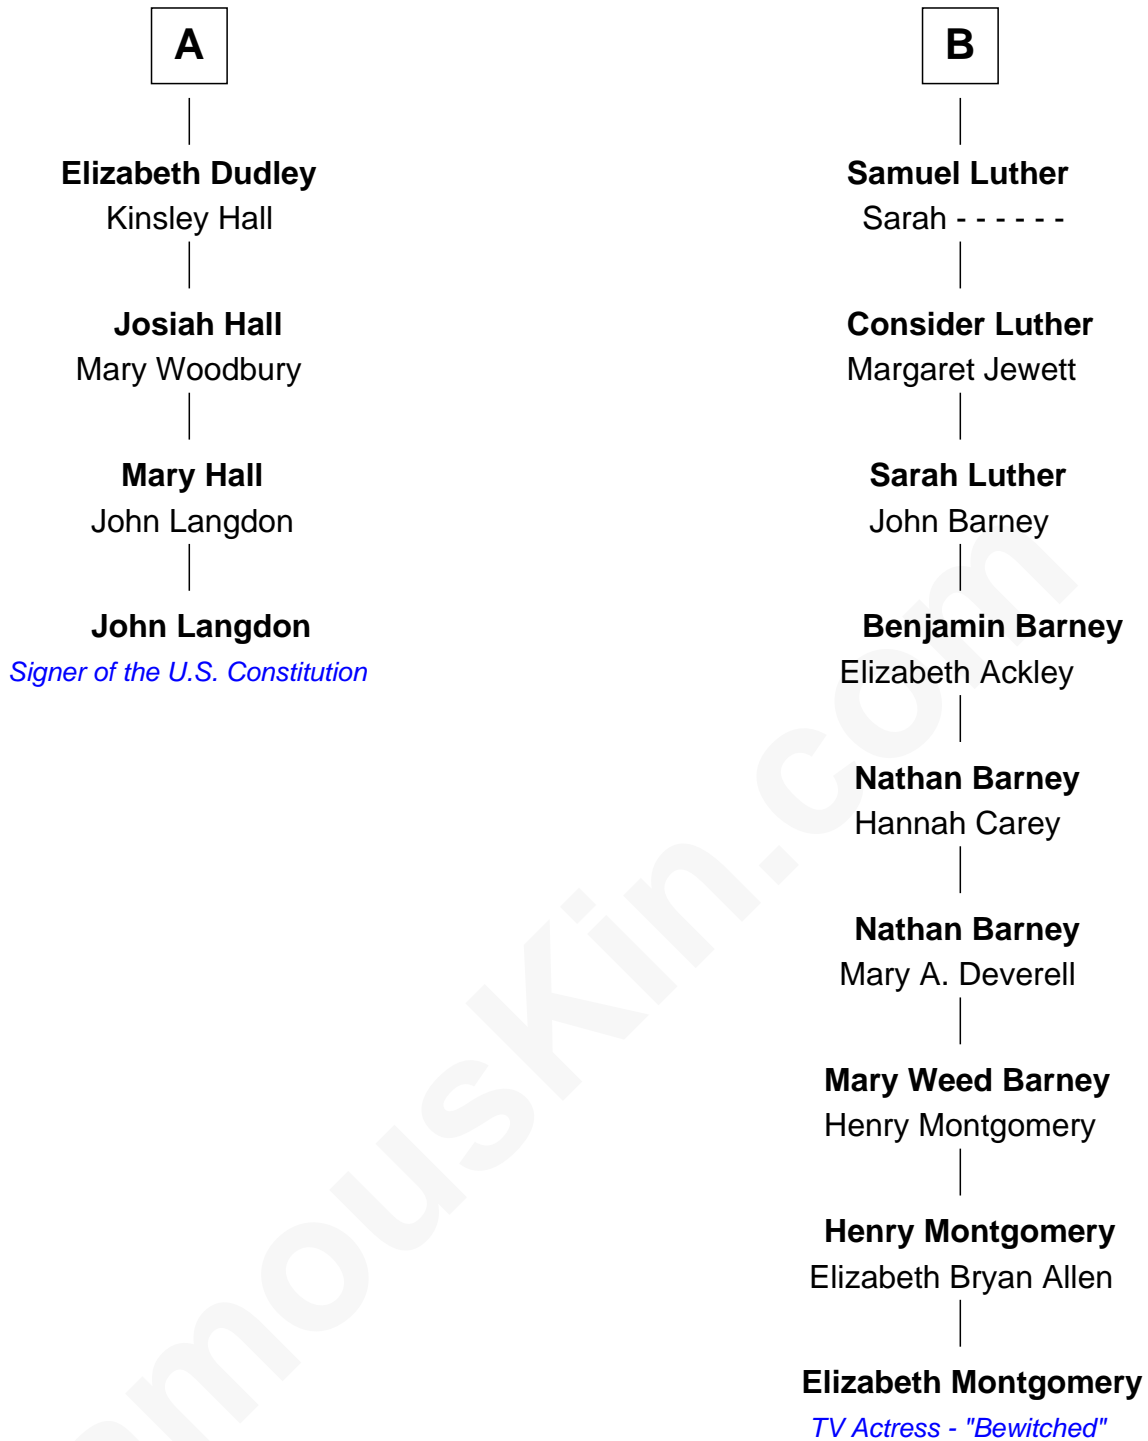 A
Elizabeth Dudley
Kinsley Hall
Josiah Hall
Mary Woodbury
Mary Hall
John Langdon
John Langdon
Signer of the U.S. Constitution
B
Samuel Luther
Sarah - - - - - -
Consider Luther
Margaret Jewett
Sarah Luther
John Barney
Benjamin Barney
Elizabeth Ackley
Nathan Barney
Hannah Carey
Nathan Barney
Mary A. Deverell
Mary Weed Barney
Henry Montgomery
Henry Montgomery
Elizabeth Bryan Allen
Elizabeth Montgomery
TV Actress - "Bewitched"
amouskin.com